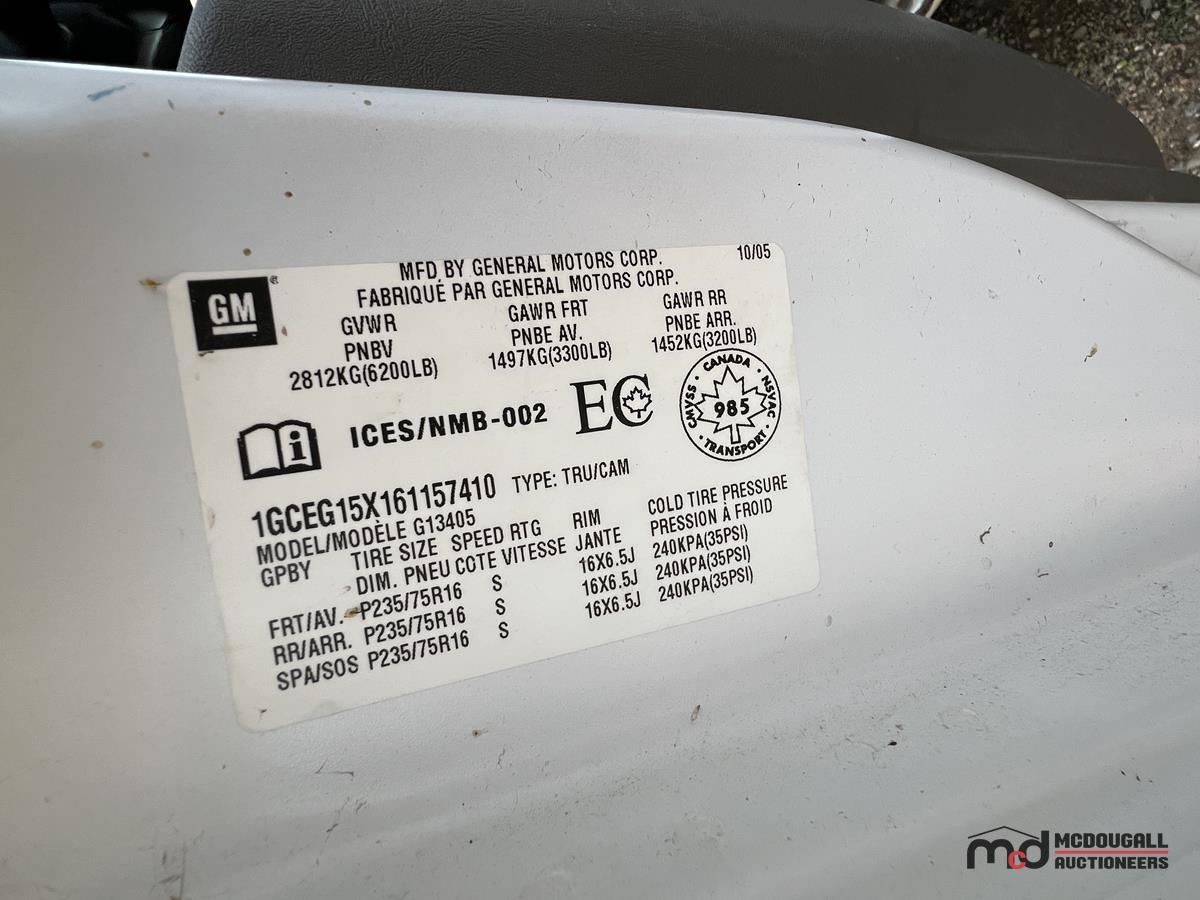 GM
MFD BY GENERAL MOTORS CORP. 10/05
FABRIQUÉ PAR GENERAL MOTORS CORP.
GVWR GAWR FRT GAWR RR
PNBV PNBE AV. PNBE ARR.
2812KG(6200LB) 1497KG(3300LB) 1452KG(3200LB)
i ICES/NMB-002 EC
CANADA
CMVSS 985 NSVAC
TRANSPORT
1GCEG15X161157410 TYPE: TRU/CAM
MODEL/MODÈLE G13405
GPBY TIRE SIZE SPEED RTG RIM COLD TIRE PRESSURE
DIM. PNEU COTE VITESSE JANTE PRESSION À FROID
FRT/AV. P235/75R16 S 16X6.5J 240KPA(35PSI)
RR/ARR. P235/75R16 S 16X6.5J 240KPA(35PSI)
SPA/SOS P235/75R16 S 16X6.5J 240KPA(35PSI)
mcd MCDOUGALL
AUCTIONEERS